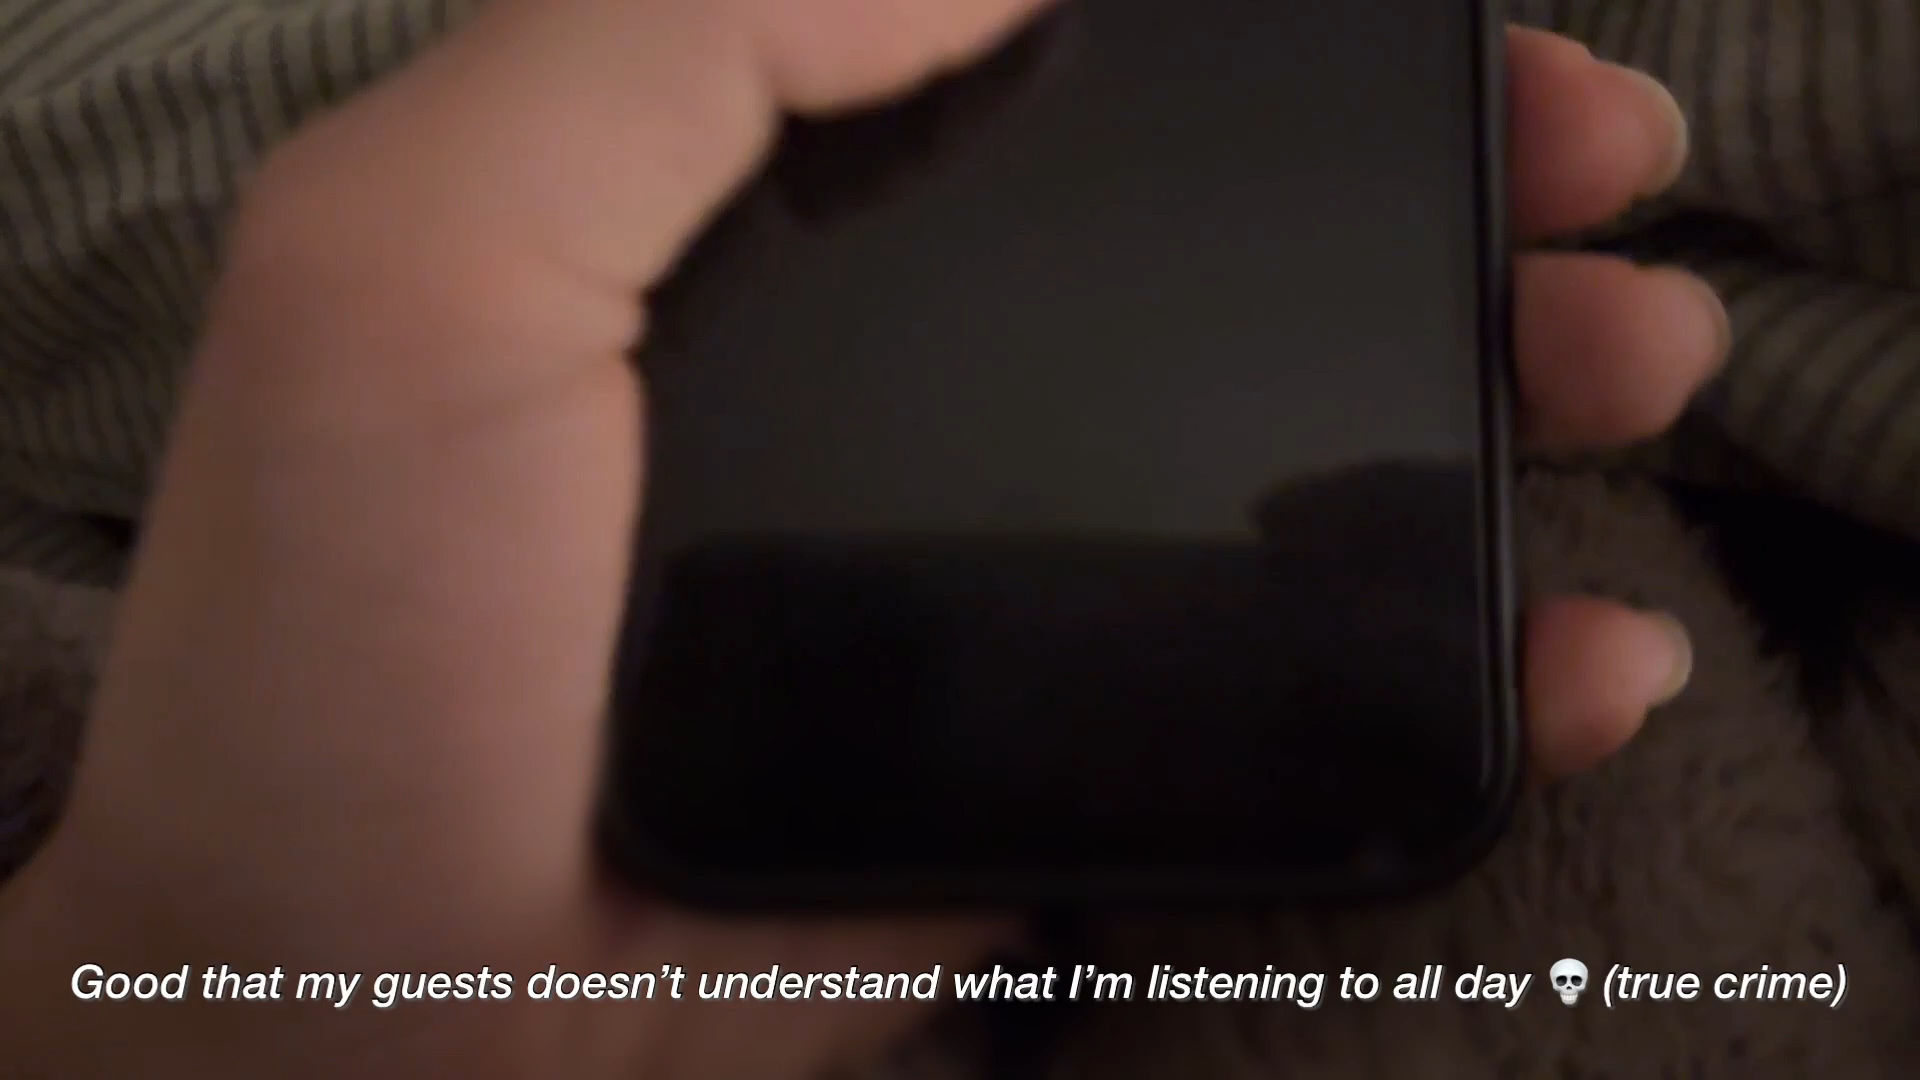 Good that my guests doesn’t understand what I’m listening to all day 💀 (true crime)